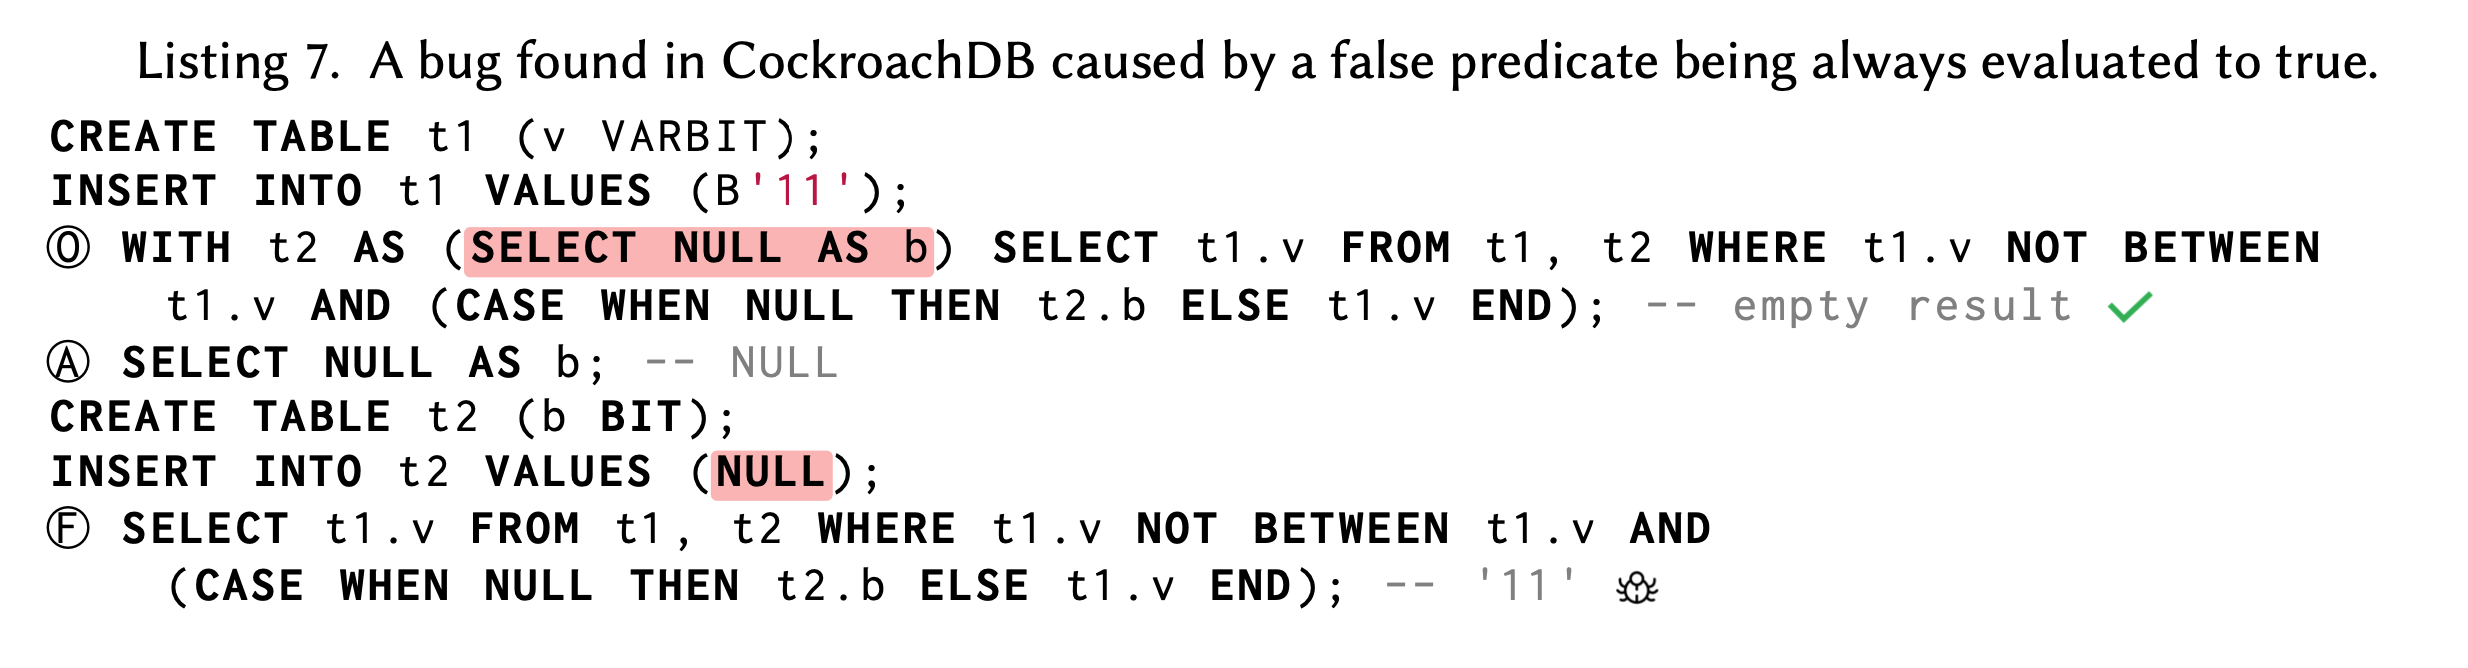 Listing 7. A bug found in CockroachDB caused by a false predicate being always evaluated to true.
CREATE TABLE t1 (v VARBIT);
INSERT INTO t1 VALUES (B'11');
Ⓞ WITH t2 AS (SELECT NULL AS b) SELECT t1.v FROM t1, t2 WHERE t1.v NOT BETWEEN
t1.v AND (CASE WHEN NULL THEN t2.b ELSE t1.v END); -- empty result ✓
Ⓐ SELECT NULL AS b; -- NULL
CREATE TABLE t2 (b BIT);
INSERT INTO t2 VALUES (NULL);
Ⓕ SELECT t1.v FROM t1, t2 WHERE t1.v NOT BETWEEN t1.v AND
(CASE WHEN NULL THEN t2.b ELSE t1.v END); -- '11'